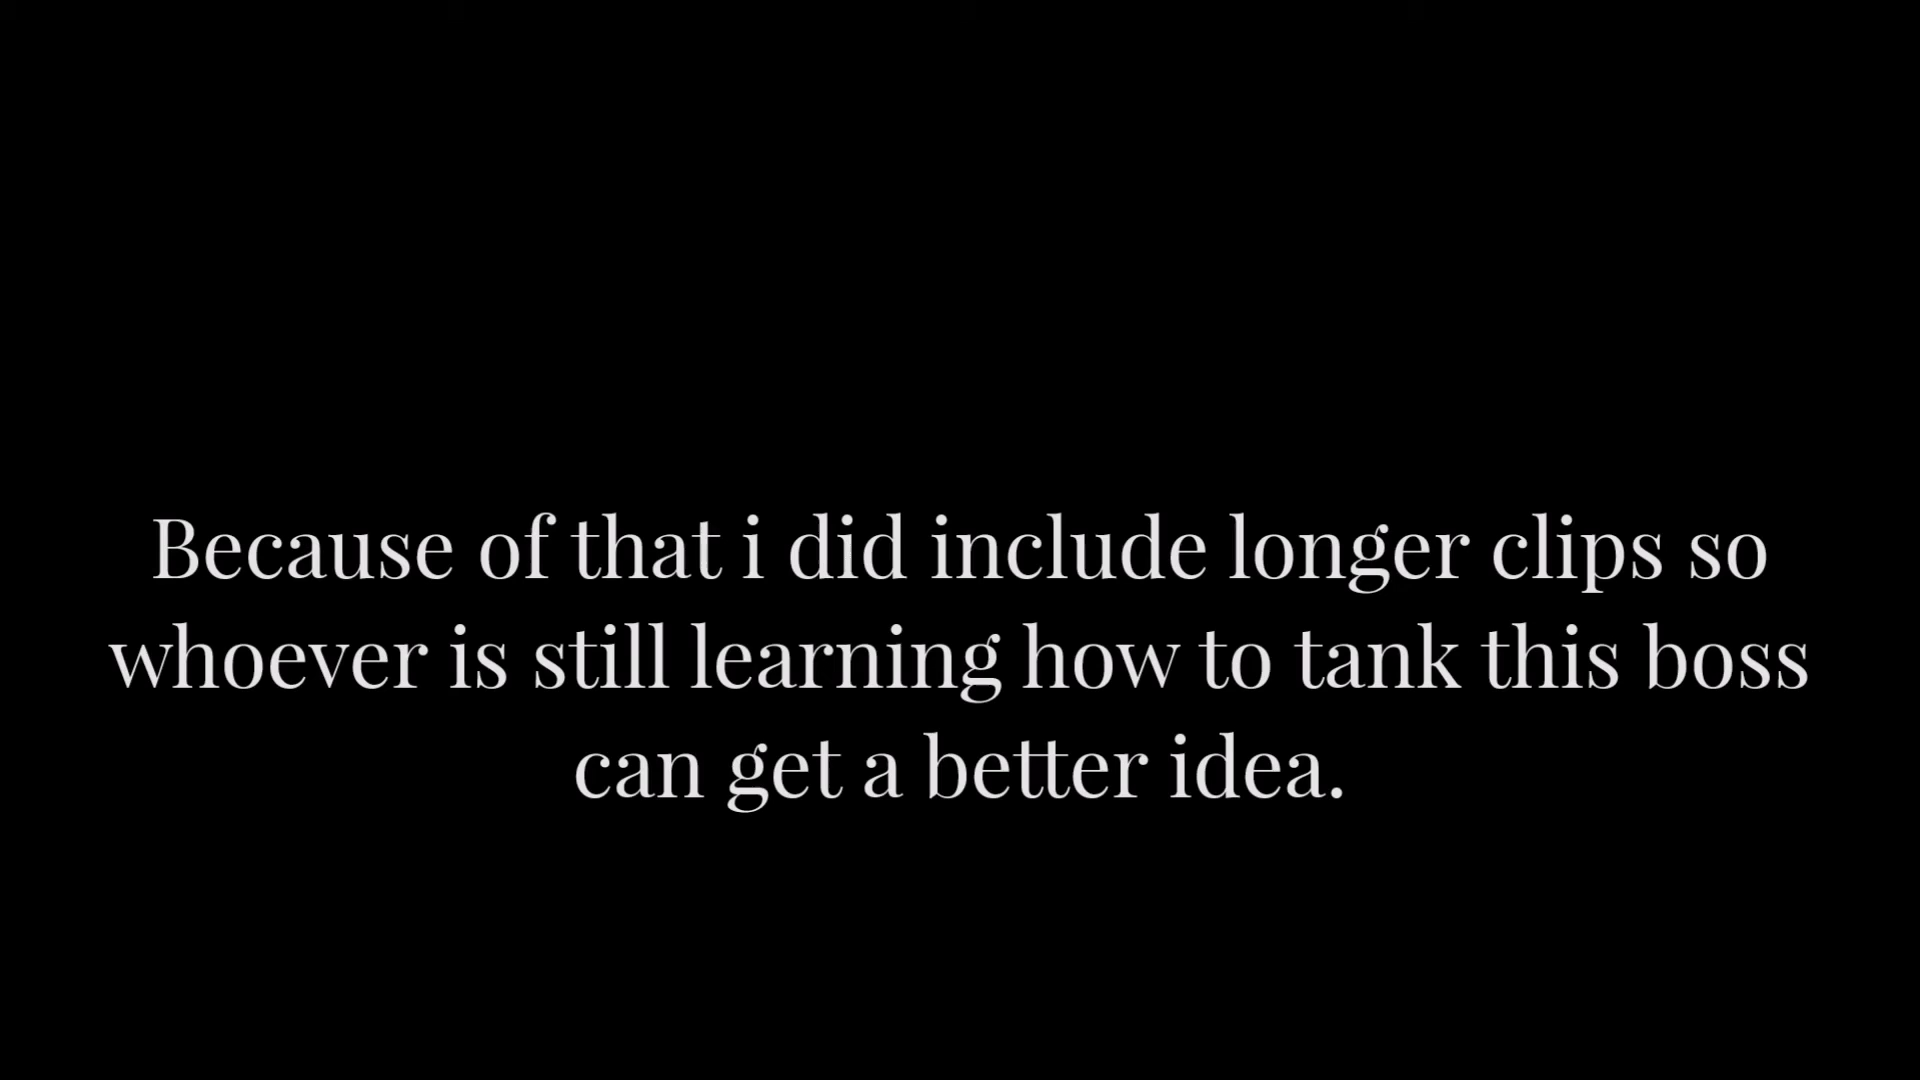 Because of that i did include longer clips so
whoever is still learning how to tank this boss
can get a better idea.